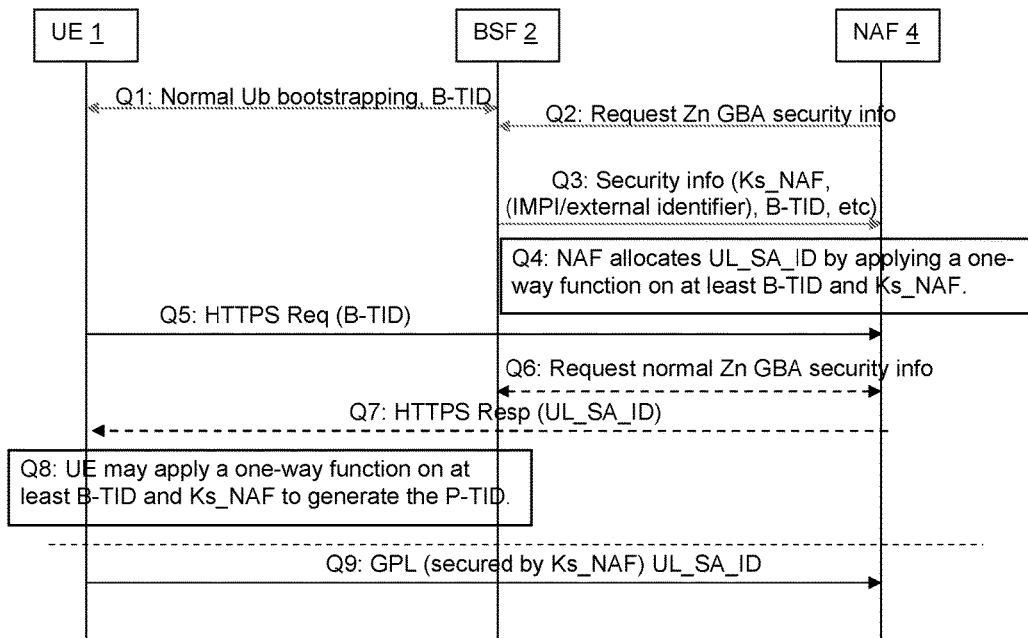 UE 1
BSF 2
NAF 4
Q1: Normal Ub bootstrapping, B-TID
Q2: Request Zn GBA security info
Q3: Security info (Ks_NAF,
(IMPI/external identifier), B-TID, etc)
Q4: NAF allocates UL_SA_ID by applying a one-
way function on at least B-TID and Ks_NAF.
Q5: HTTPS Req (B-TID)
Q6: Request normal Zn GBA security info
Q7: HTTPS Resp (UL_SA_ID)
Q8: UE may apply a one-way function on at
least B-TID and Ks_NAF to generate the P-TID.
Q9: GPL (secured by Ks_NAF) UL_SA_ID